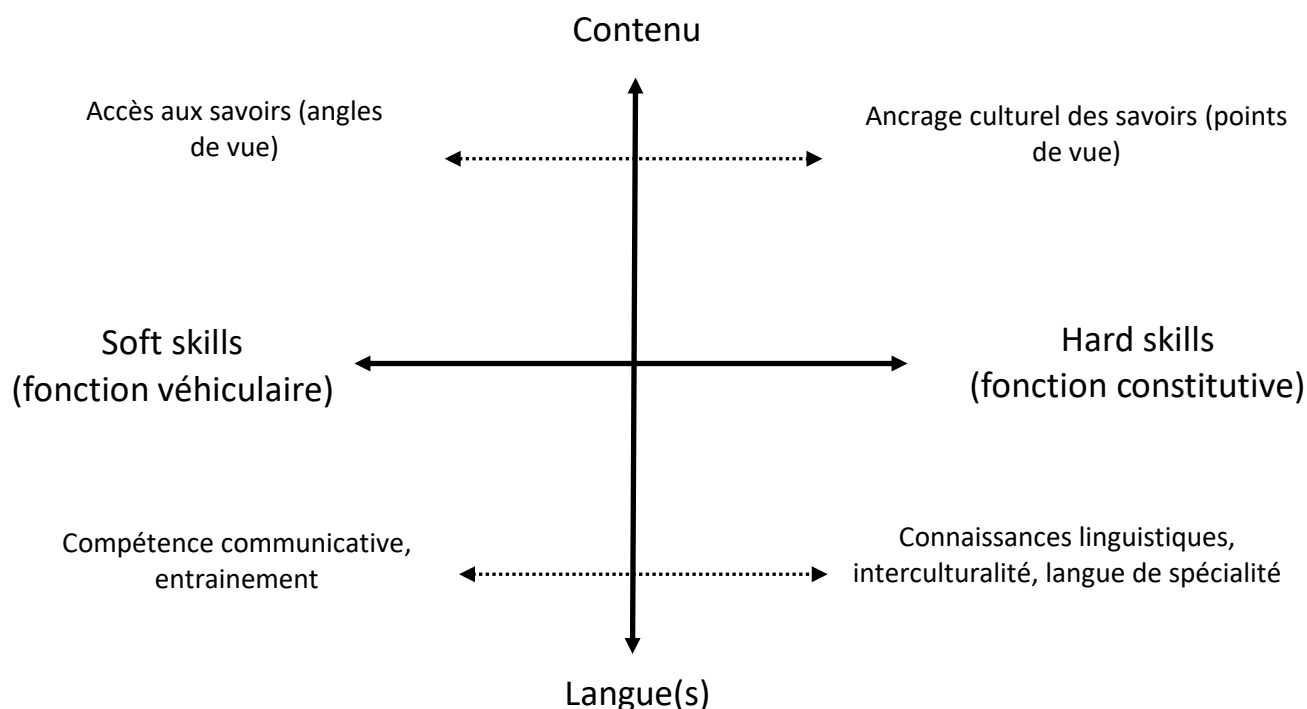 Contenu
Accès aux savoirs (angles
de vue)
Ancrage culturel des savoirs (points
de vue)
Soft skills
(fonction véhiculaire)
Hard skills
(fonction constitutive)
Compétence communicative,
entrainement
Connaissances linguistiques,
interculturalité, langue de spécialité
Langue(s)